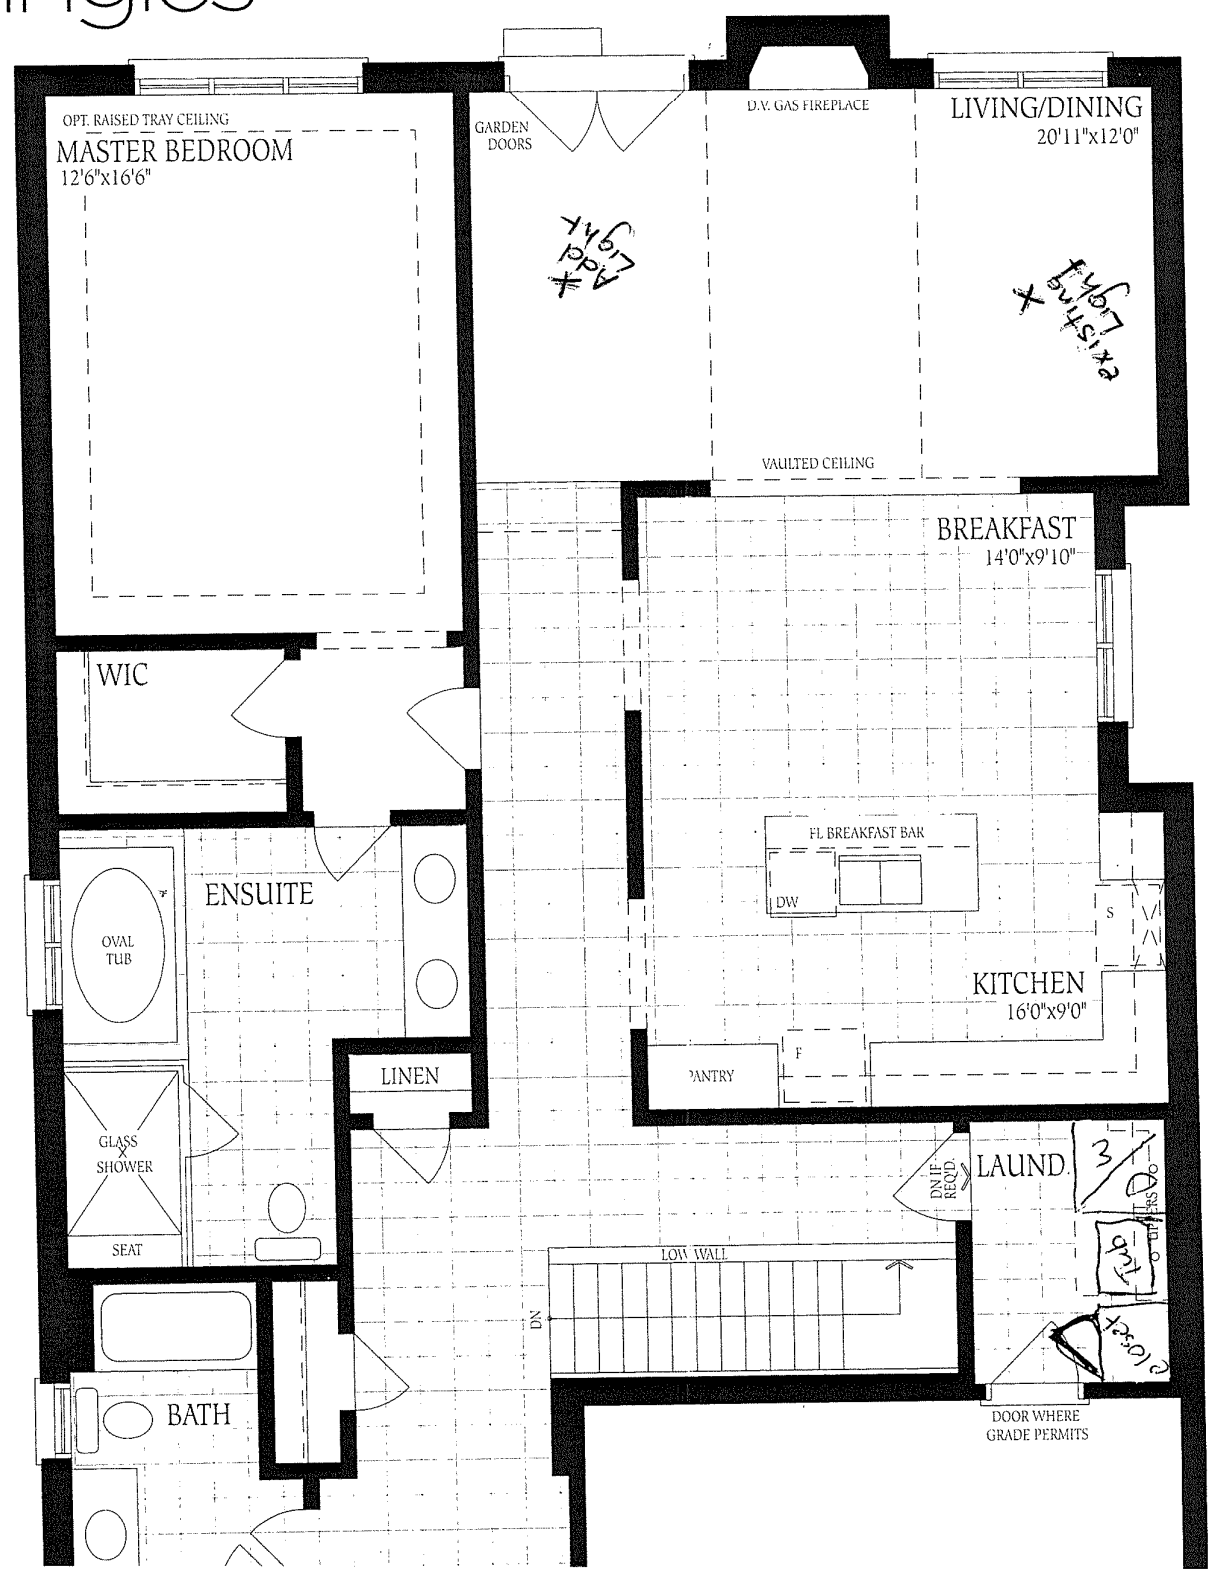 OPT. RAISED TRAY CEILING
MASTER BEDROOM
12'6"x16'6"
GARDEN
DOORS
D.V. GAS FIREPLACE
LIVING/DINING
20'11"x12'0"
X
Add
Light
X
existing
Light
VAULTED CEILING
BREAKFAST
14'0"x9'10"
WIC
FL BREAKFAST BAR
DW
S
ENSUITE
OVAL
TUB
KITCHEN
16'0"x9'0"
F
PANTRY
LINEN
GLASS
SHOWER
SEAT
DN IF
REQ'D.
LAUND.
3
D
UPPERS
LOW WALL
DN
closet
BATH
DOOR WHERE
GRADE PERMITS